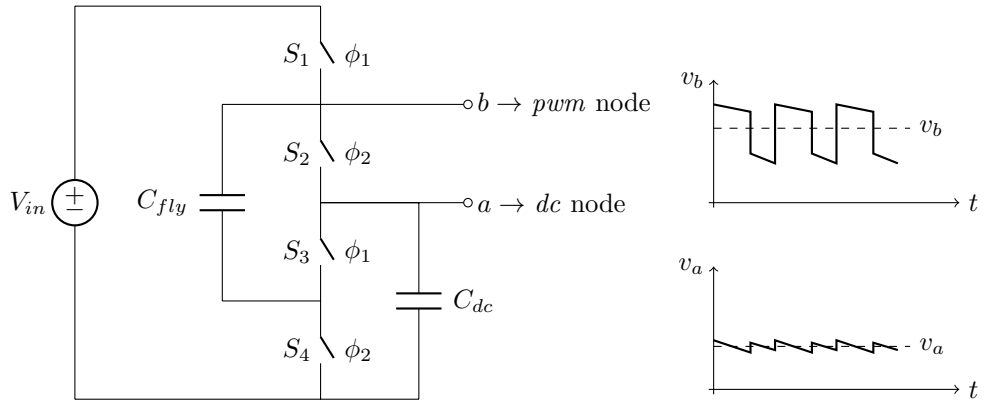 S1 ϕ1
b → pwm node
S2 ϕ2
Vin
Cfly
a → dc node
S3 ϕ1
Cdc
S4 ϕ2
vb
vb
t
va
va
t